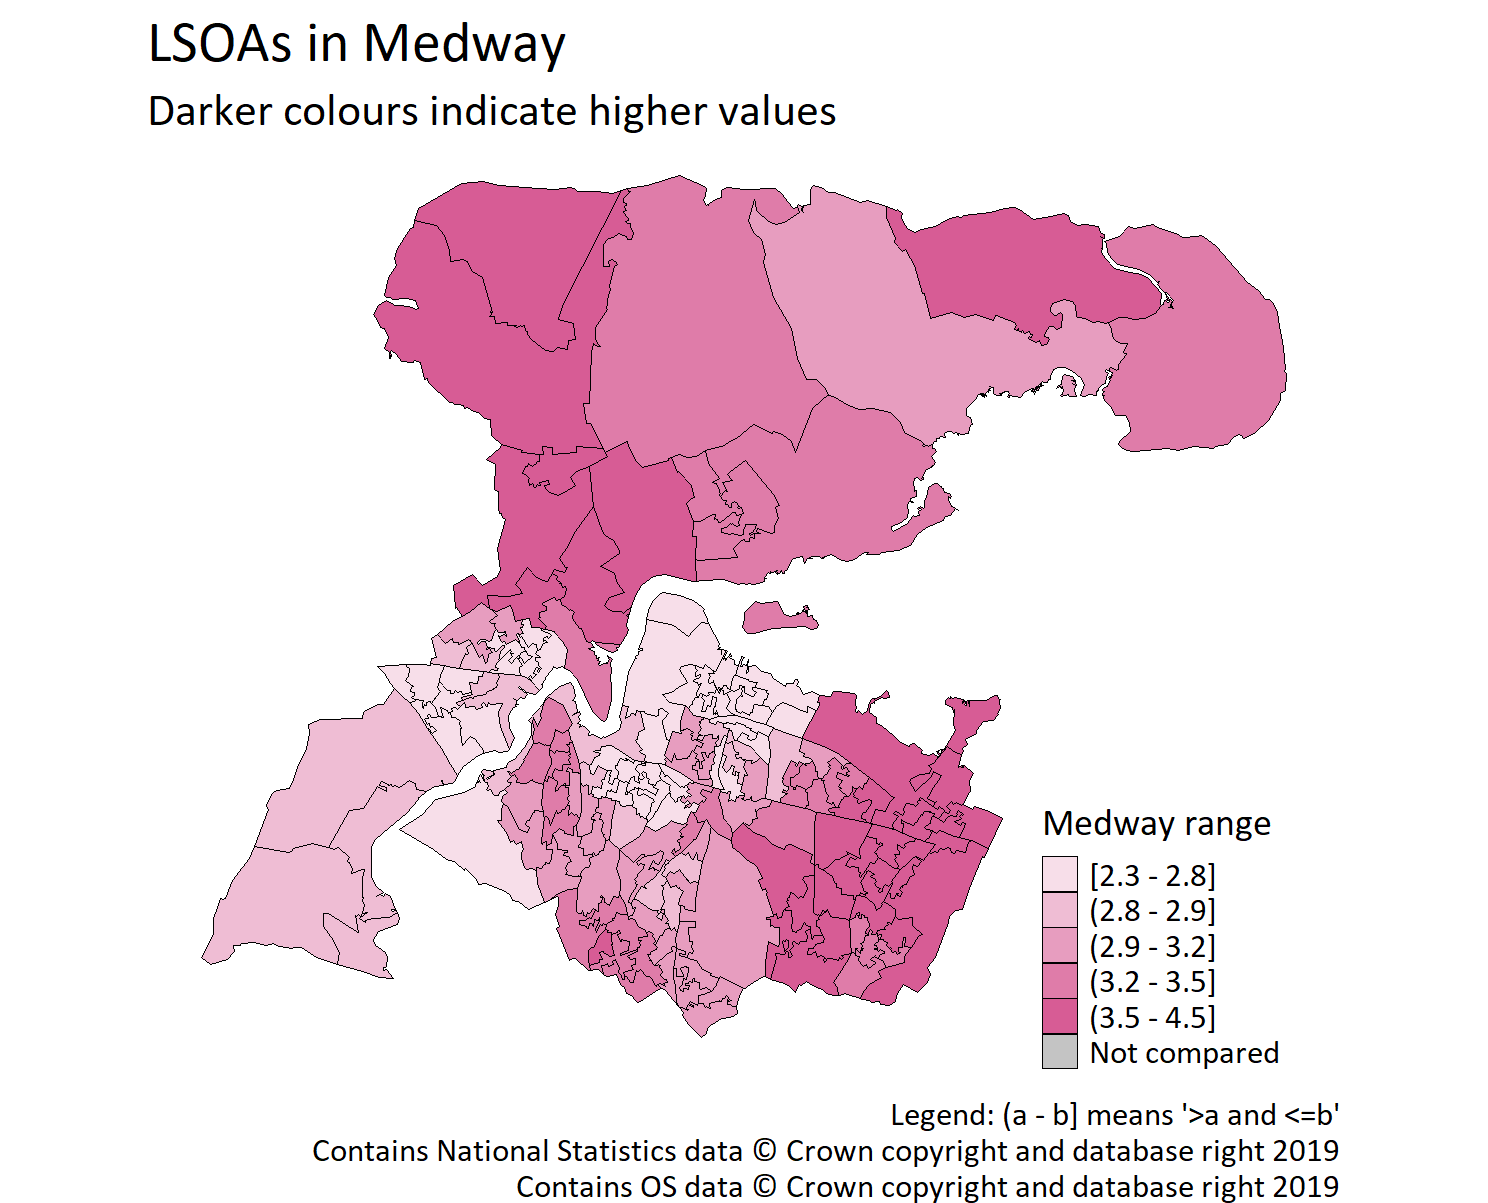 LSOAs in Medway
Darker colours indicate higher values
Medway range
[2.3 - 2.8]
(2.8 - 2.9]
(2.9 - 3.2]
(3.2 - 3.5]
(3.5 - 4.5]
Not compared
Legend: (a - b] means '>a and <=b'
Contains National Statistics data © Crown copyright and database right 2019
Contains OS data © Crown copyright and database right 2019